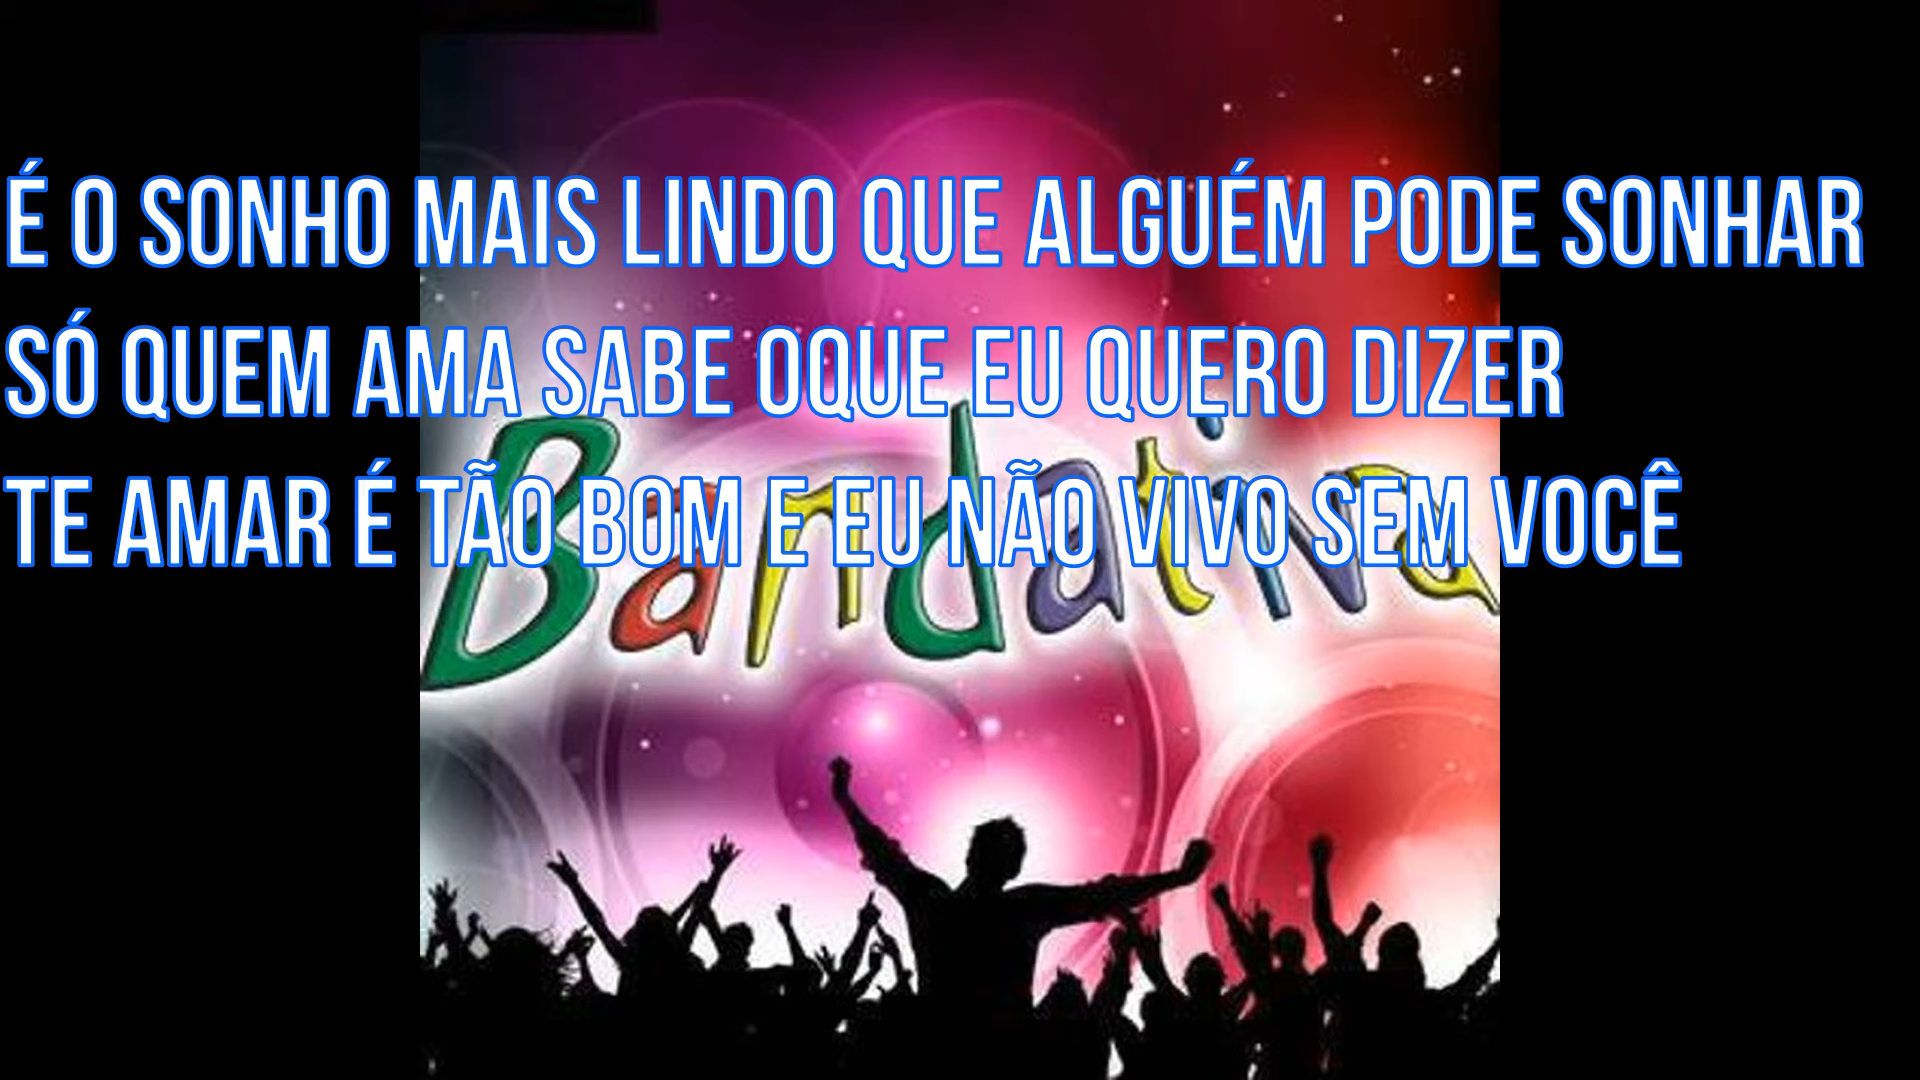 É O SONHO MAIS LINDO QUE ALGUÉM PODE SONHAR
SÓ QUEM AMA SABE OQUE EU QUERO DIZER
TE AMAR É TÃO BOM E EU NÃO VIVO SEM VOCÊ
Bandativa